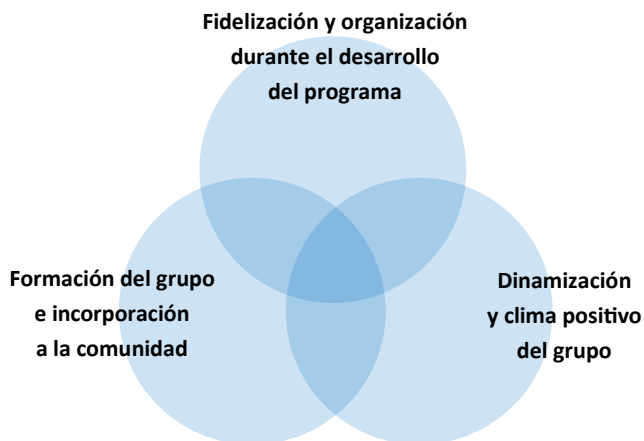 Fidelización y organización
durante el desarrollo
del programa
Formación del grupo
e incorporación
a la comunidad
Dinamización
y clima positivo
del grupo